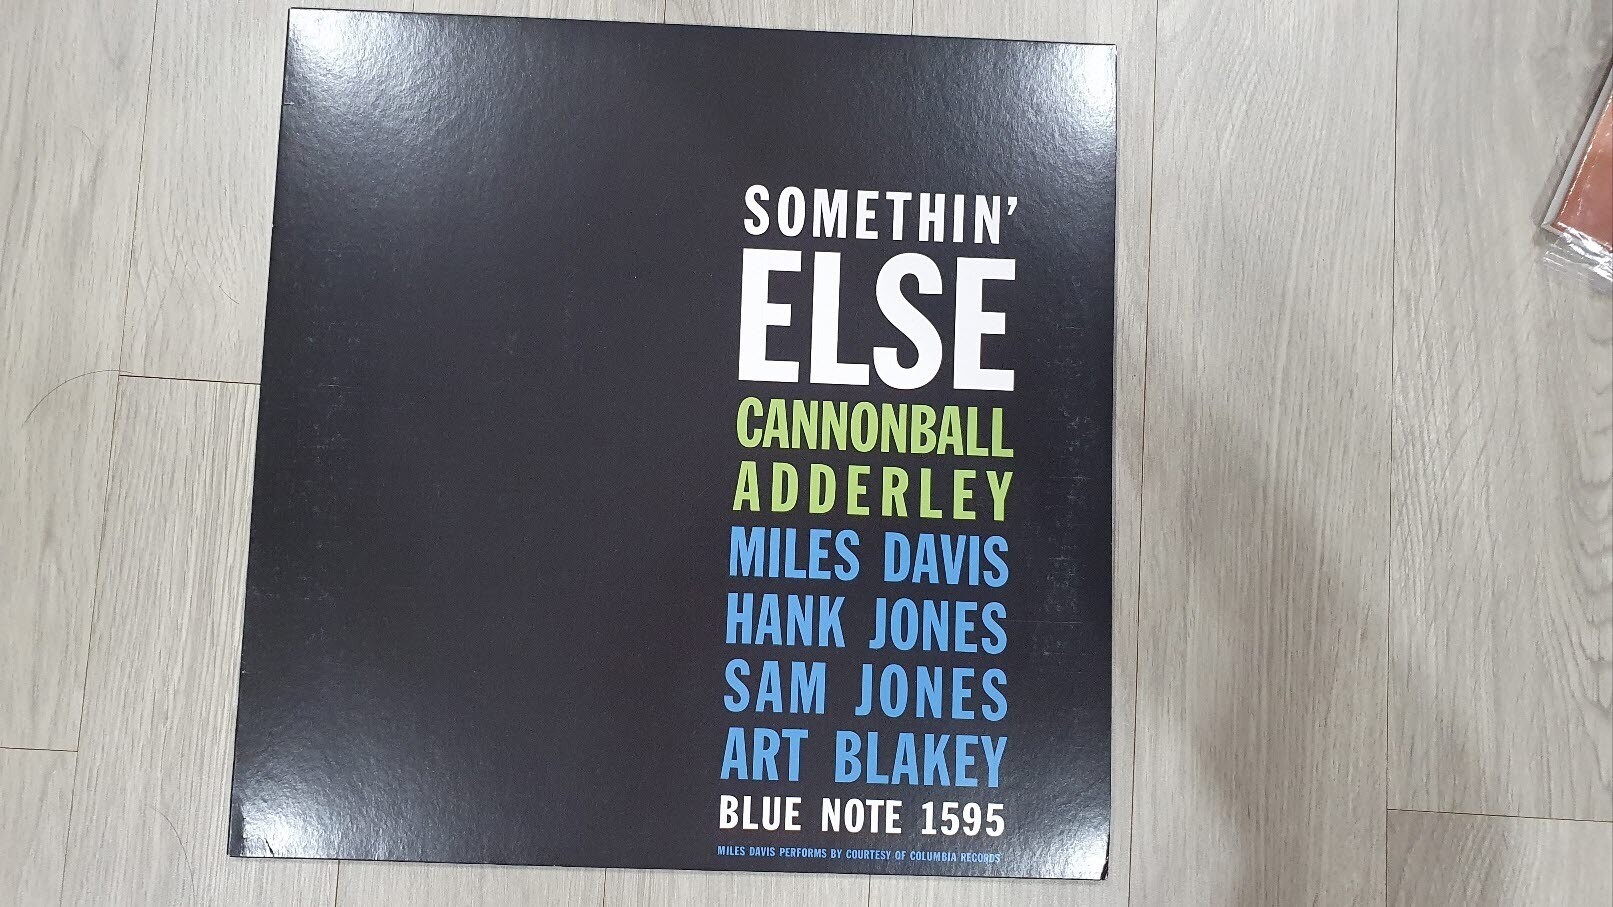 SOMETHIN'
ELSE
CANNONBALL
ADDERLEY
MILES DAVIS
HANK JONES
SAM JONES
ART BLAKEY
BLUE NOTE 1595
MILES DAVIS PERFORMS BY COURTESY OF COLUMBIA RECORDS